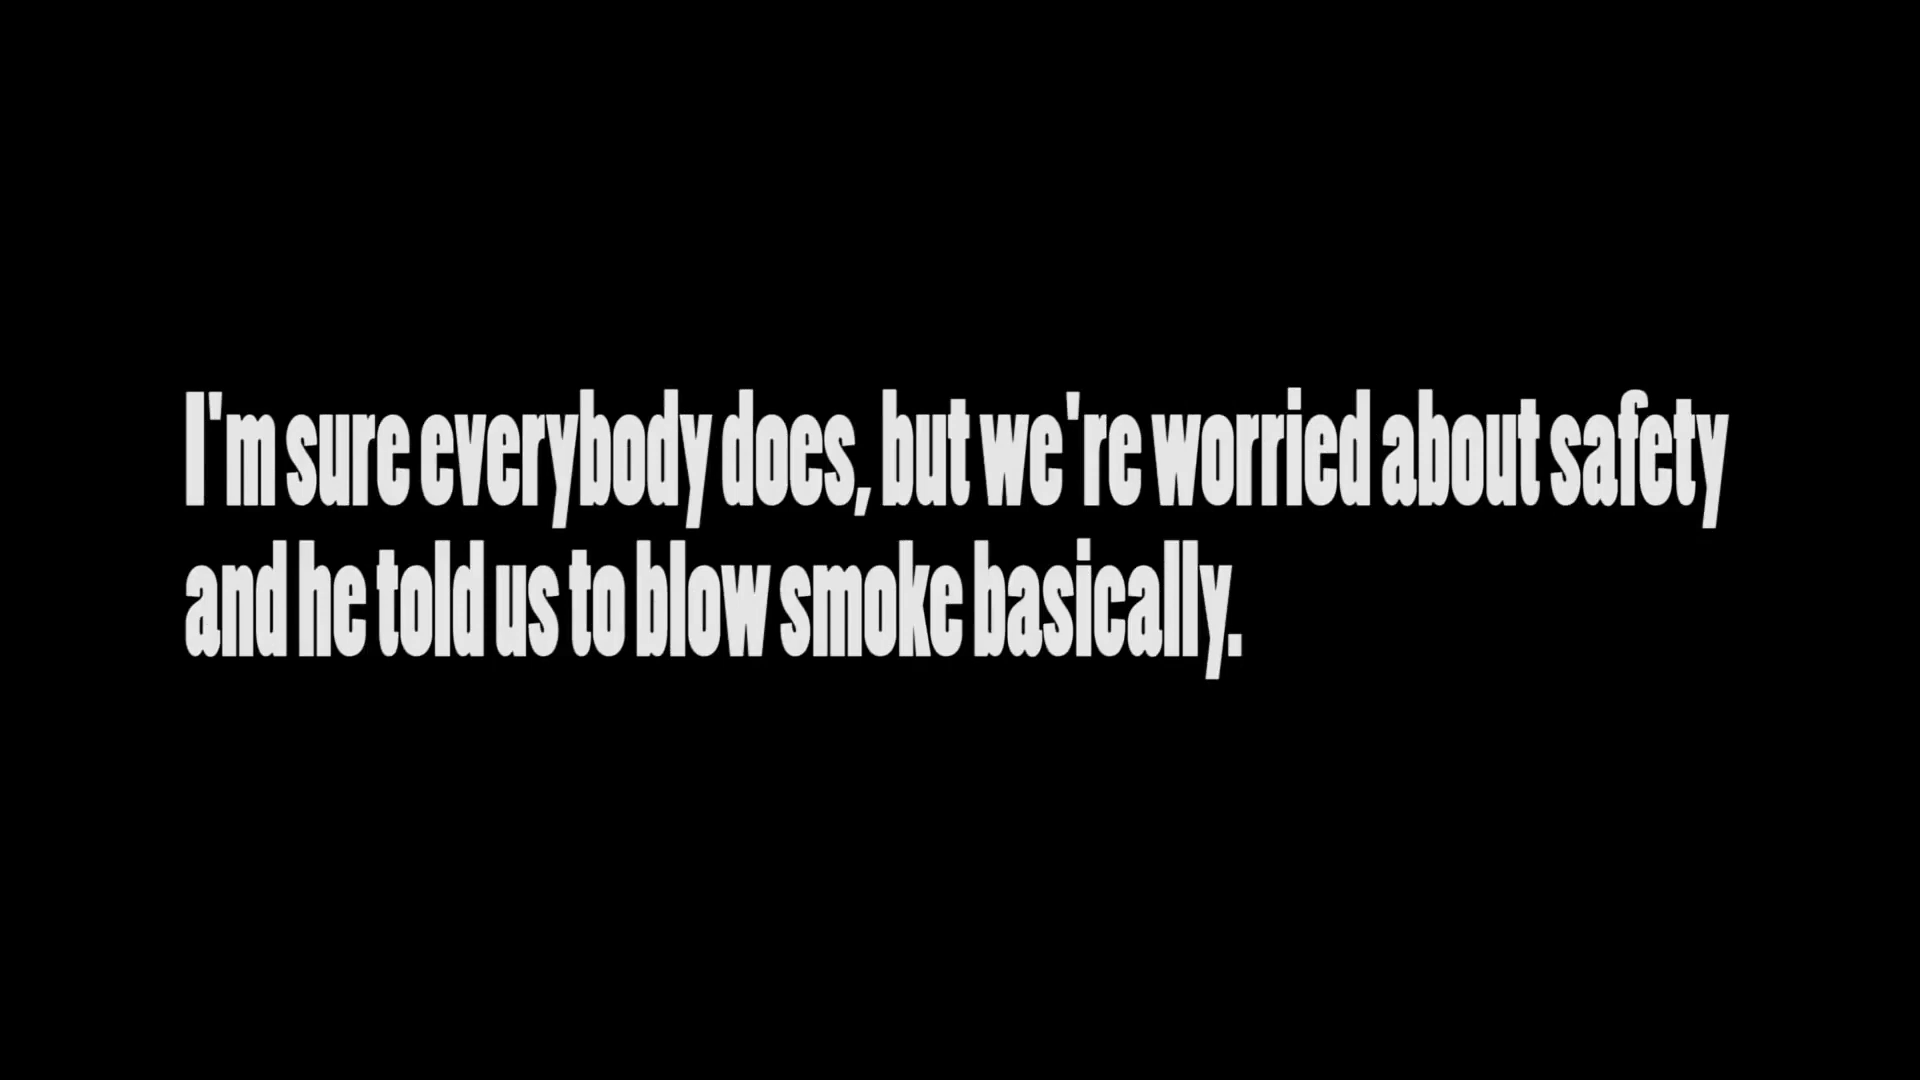 I'm sure everybody does, but we're worried about safety
and he told us to blow smoke basically.